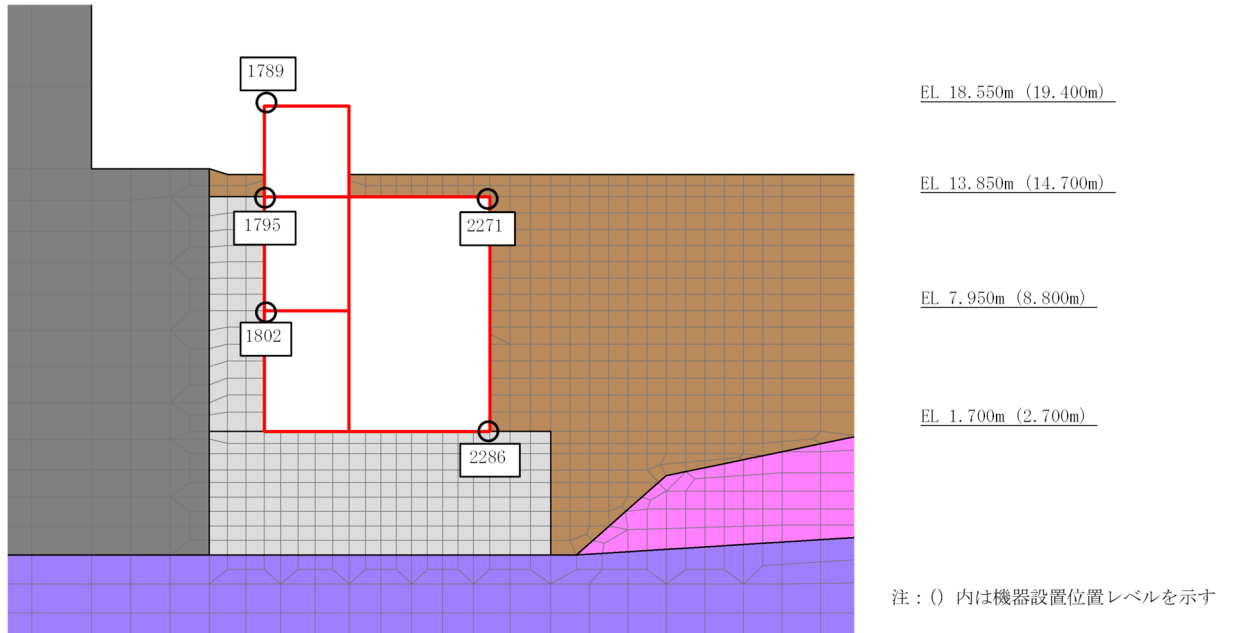 1789
EL 18.550m (19.400m)
EL 13.850m (14.700m)
1795
2271
EL 7.950m (8.800m)
1802
EL 1.700m (2.700m)
2286
注：() 内は機器設置位置レベルを示す